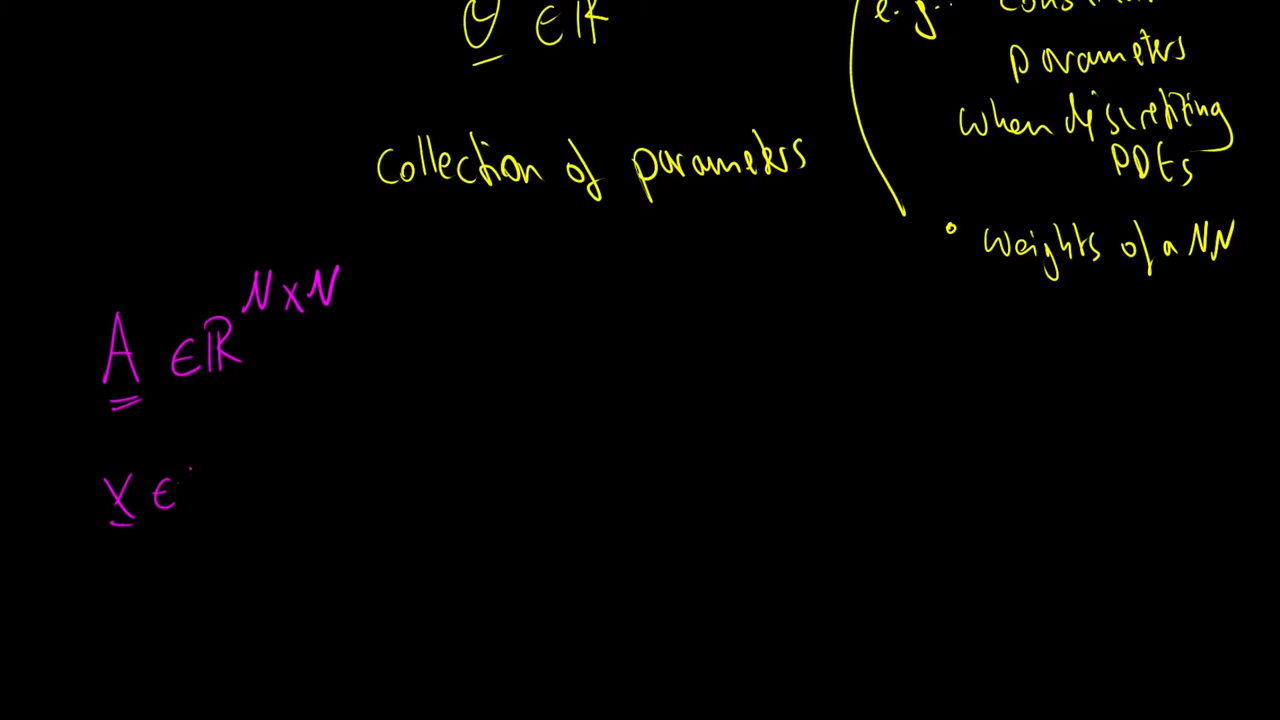 θ ∈ ℝ
collection of parameters
e.g.:
parameters
when discretizing
PDEs
• weights of a NN
A ∈ ℝ^{N×N}
x ∈